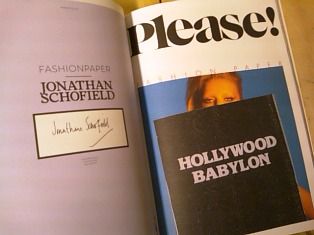 FASHIONPAPER
JONATHAN
SCHOFIELD
Jonathan Schofield
Please!
FASHION PAPER
HOLLYWOOD
BABYLON